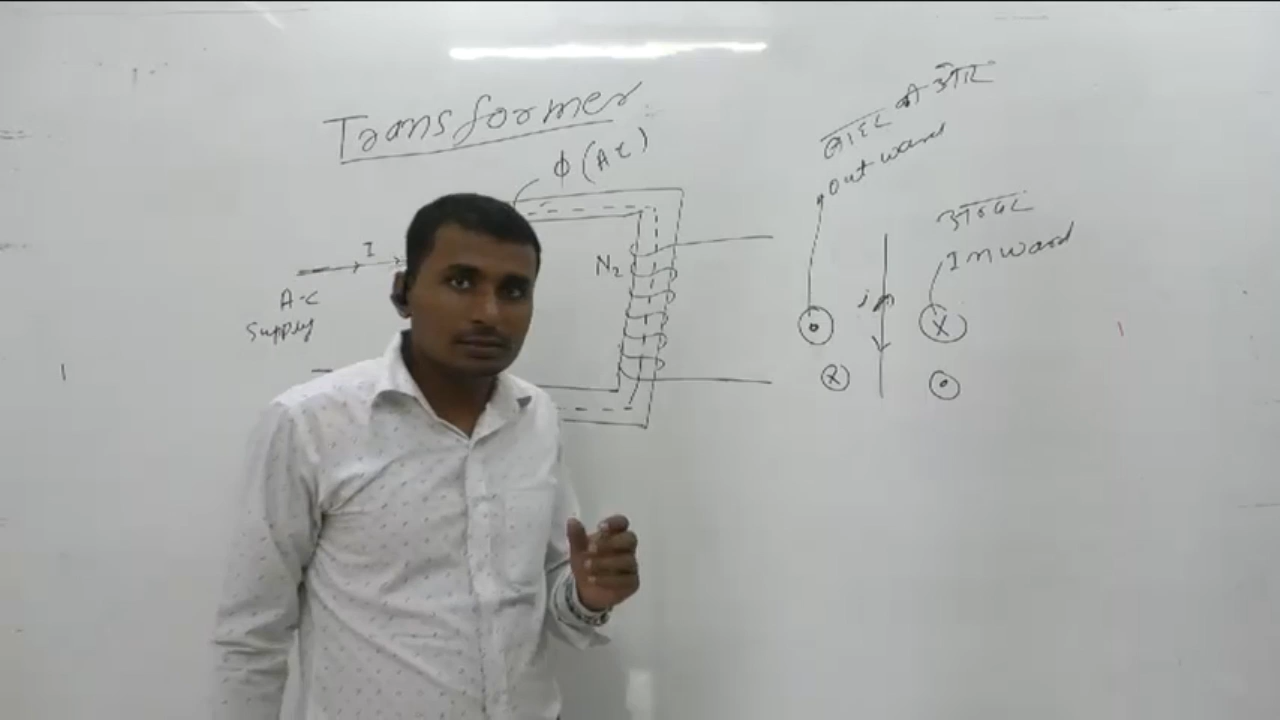 Transformer
ϕ (AC)
I
A-C
Supply
N₂
बाहर की ओर
outward
अन्दर
Inward
i